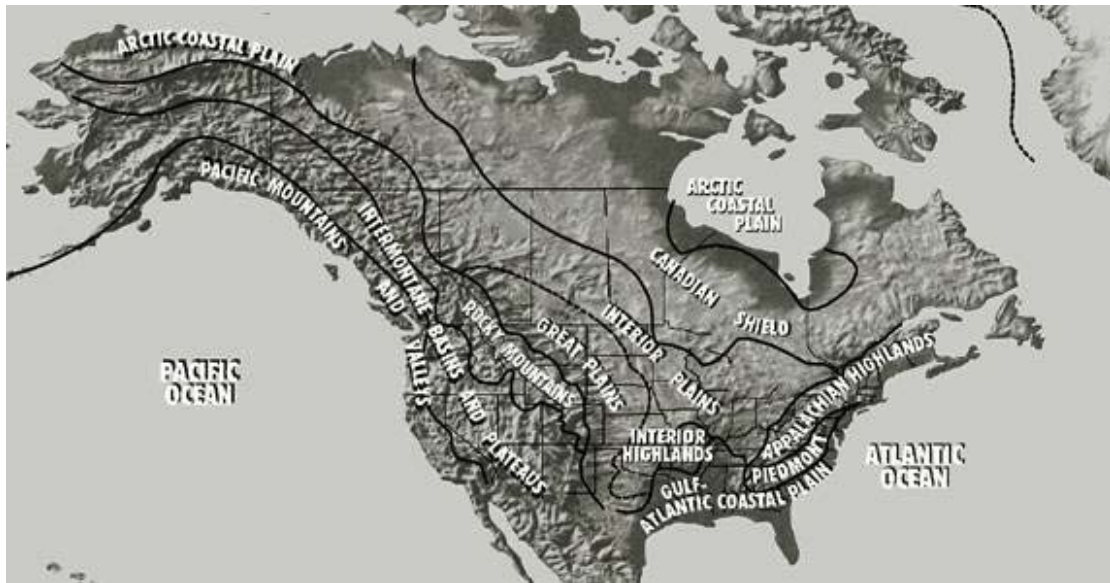 ARCTIC COASTAL PLAIN
PACIFIC MOUNTAINS
AND
VALLEYS
INTERMONTANE BASINS AND PLATEAUS
ROCKY MOUNTAINS
GREAT PLAINS
INTERIOR
PLAINS
ARCTIC
COASTAL
PLAIN
CANADIAN
SHIELD
INTERIOR
HIGHLANDS
APPALACHIAN HIGHLANDS
PIEDMONT
GULF-
ATLANTIC COASTAL PLAIN
PACIFIC
OCEAN
ATLANTIC
OCEAN